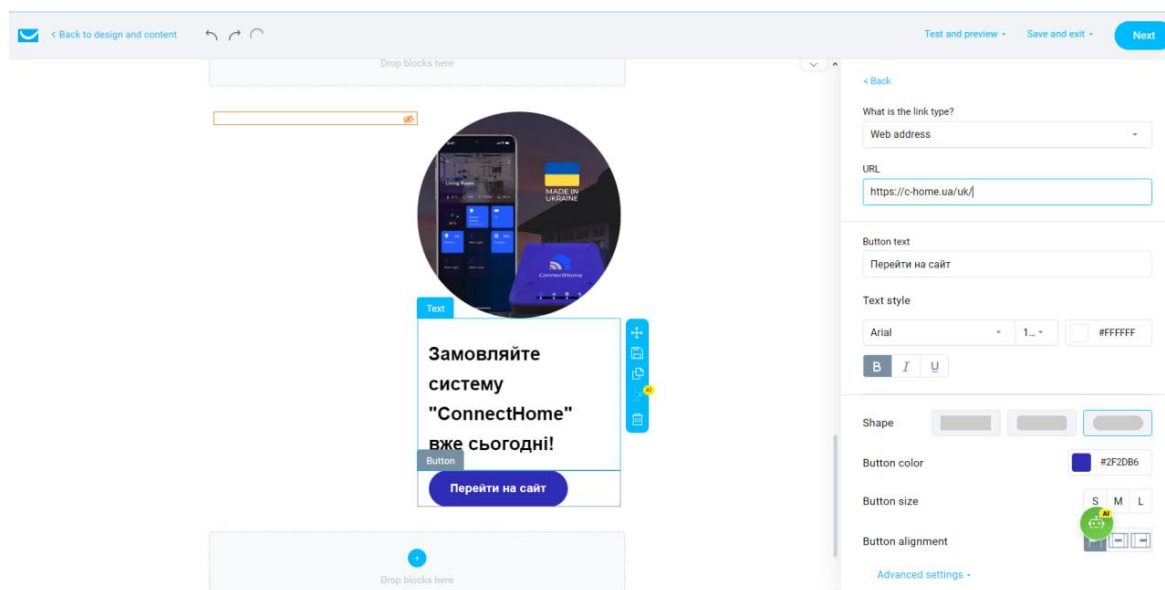 < Back to design and content
Test and preview
Save and exit
Next
Drop blocks here
< Back
What is the link type?
Web address
URL
https://c-home.ua/uk/
Living Room
MADE IN
UKRAINE
ConnectHome
Text
Замовляйте
систему
"ConnectHome"
вже сьогодні!
AI
Button
Перейти на сайт
Drop blocks here
Button text
Перейти на сайт
Text style
Arial
1...
#FFFFFF
B I U
Shape
Button color
#2F2DB6
Button size
S M L
AI
Button alignment
Advanced settings